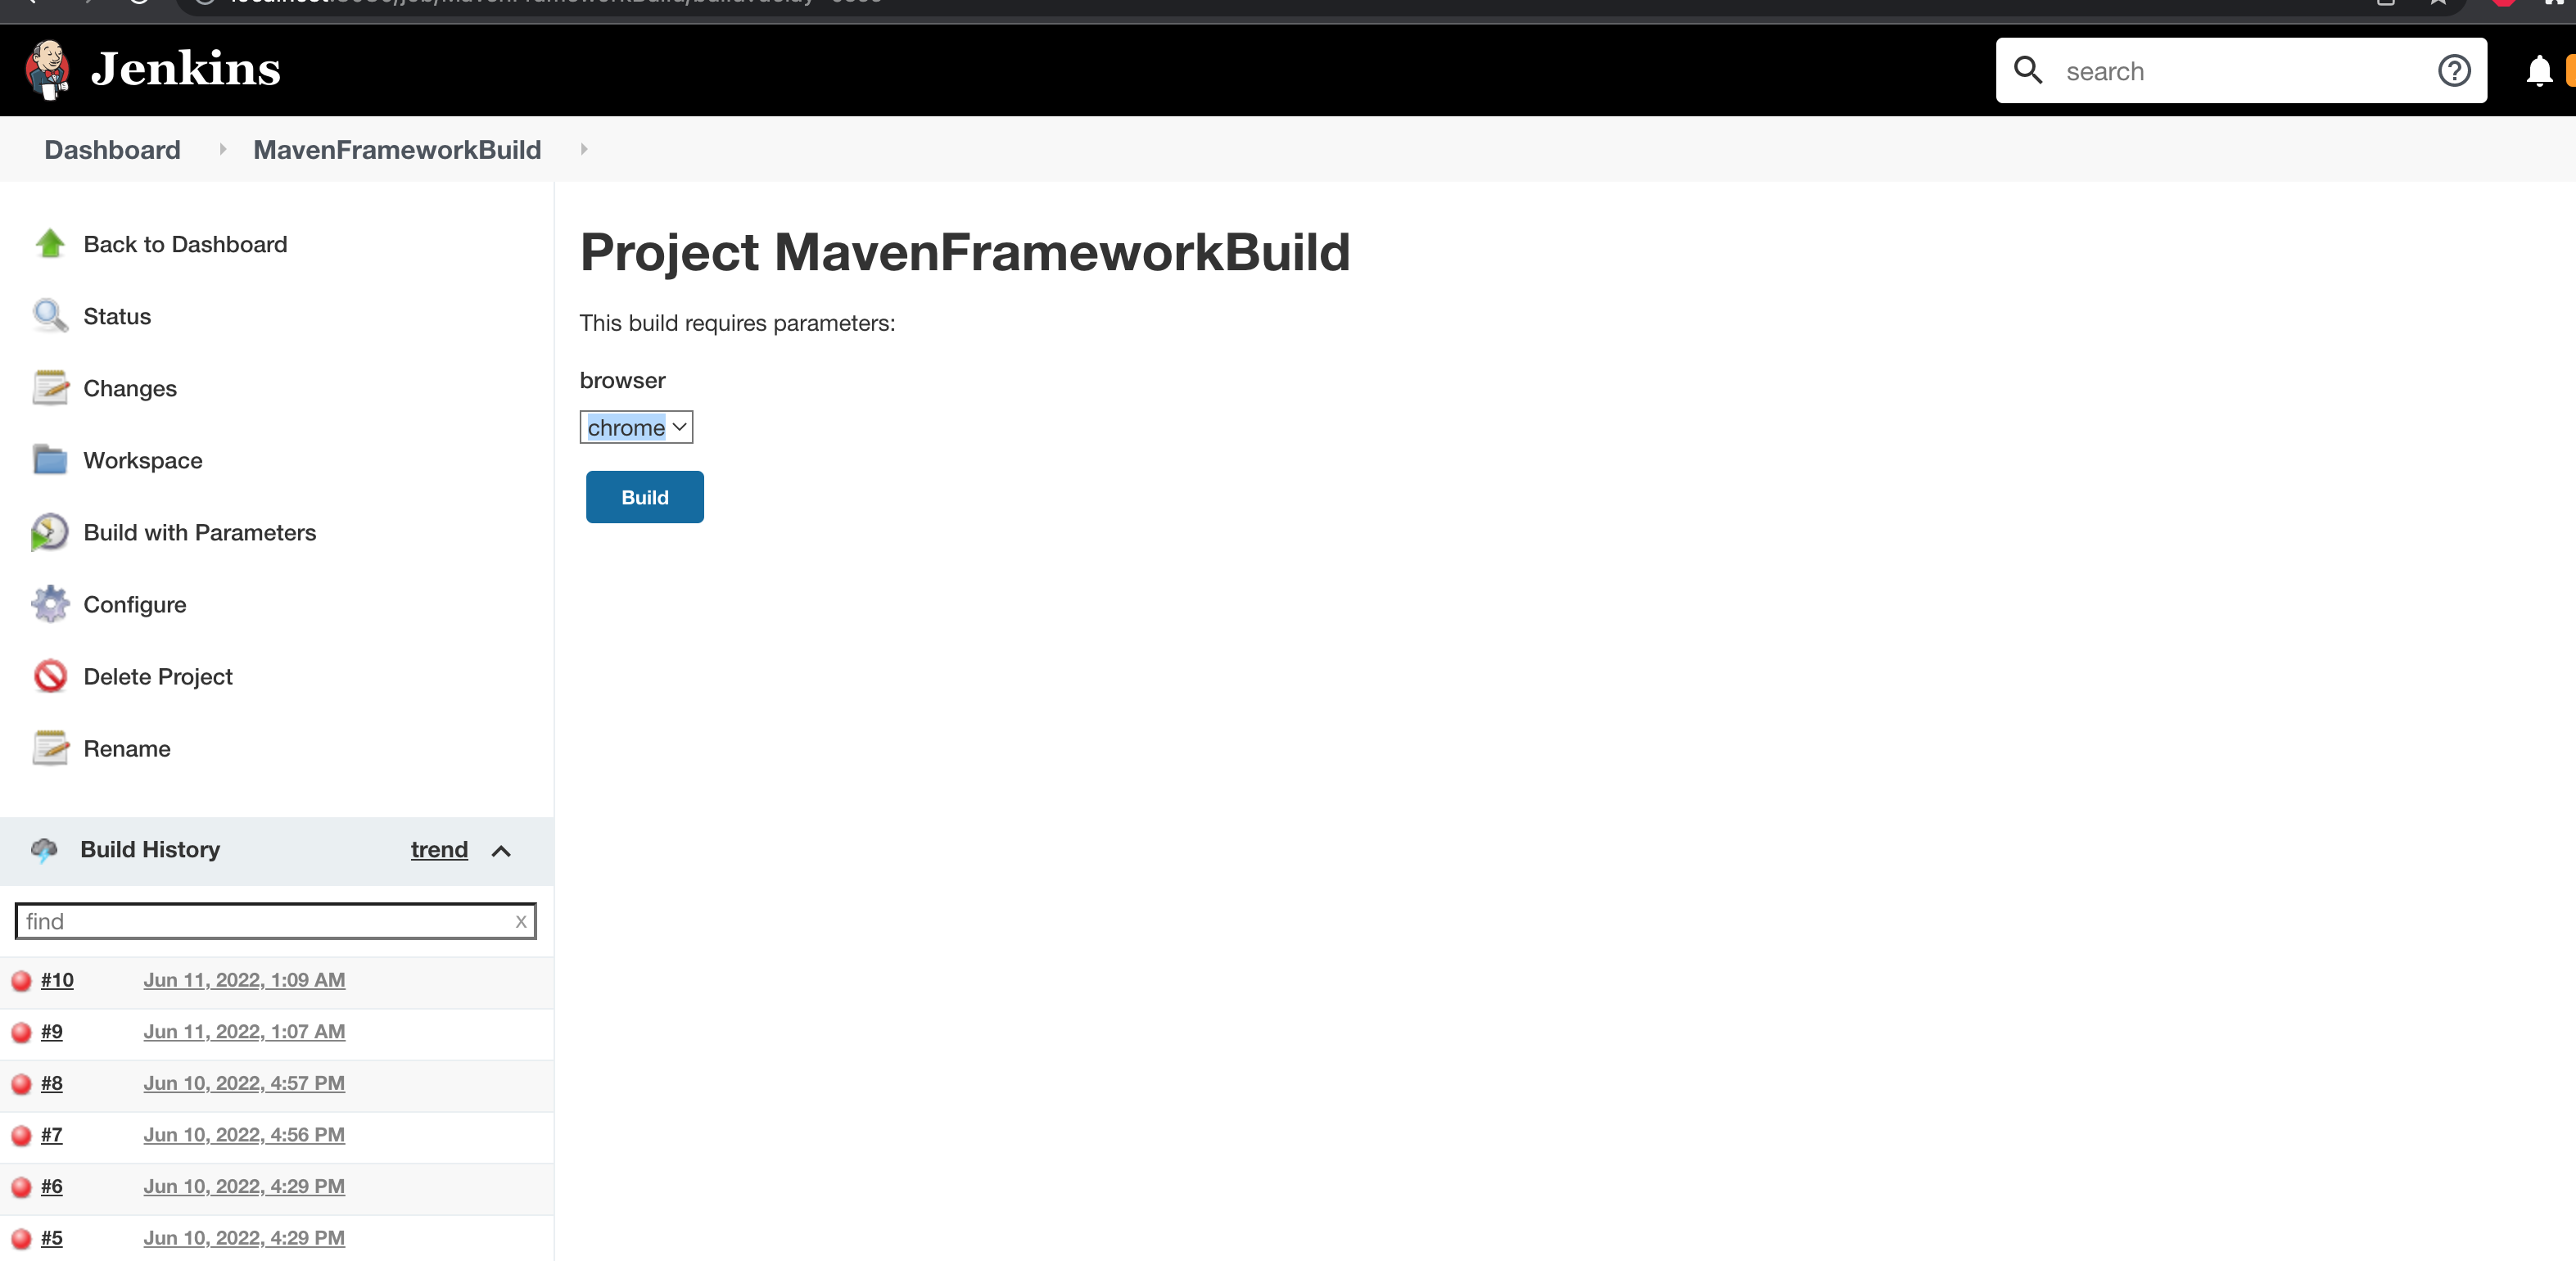 Jenkins
search
Dashboard
MavenFrameworkBuild
Back to Dashboard
Status
Changes
Workspace
Build with Parameters
Configure
Delete Project
Rename
Build History
trend
find
x
#10 Jun 11, 2022, 1:09 AM
#9 Jun 11, 2022, 1:07 AM
#8 Jun 10, 2022, 4:57 PM
#7 Jun 10, 2022, 4:56 PM
#6 Jun 10, 2022, 4:29 PM
#5 Jun 10, 2022, 4:29 PM
Project MavenFrameworkBuild
This build requires parameters:
browser
chrome
Build